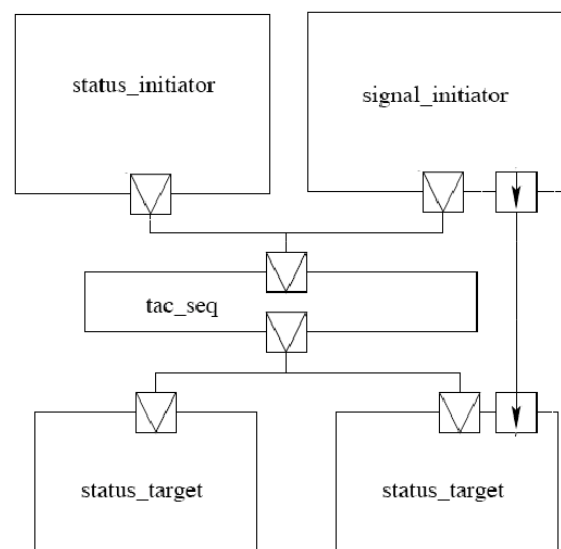 status_initiator
signal_initiator
tac_seq
status_target
status_target